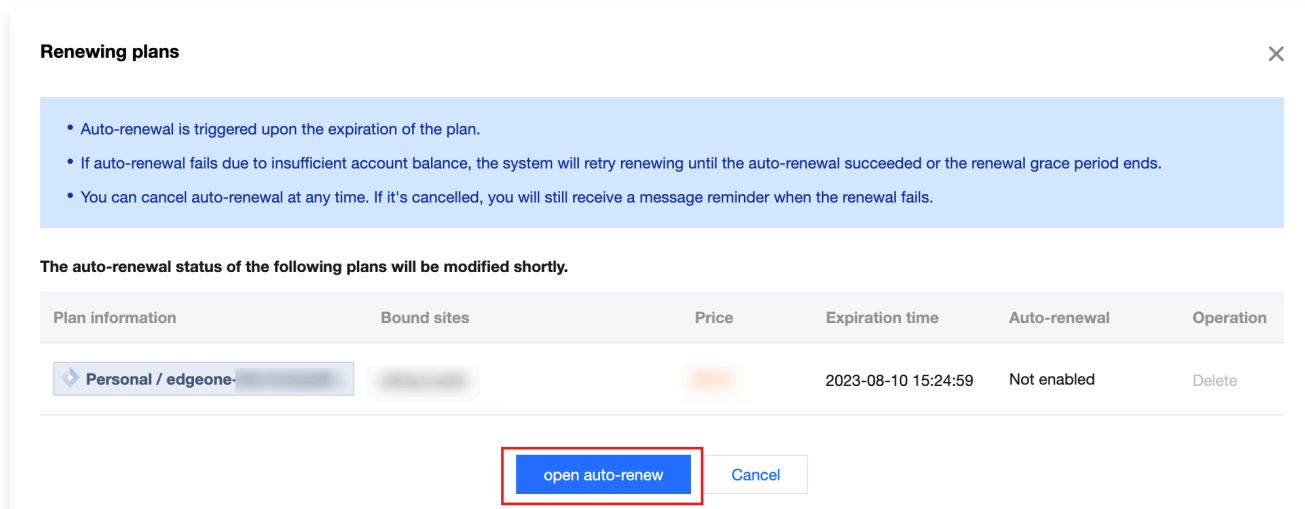 Renewing plans
• Auto-renewal is triggered upon the expiration of the plan.
• If auto-renewal fails due to insufficient account balance, the system will retry renewing until the auto-renewal succeeded or the renewal grace period ends.
• You can cancel auto-renewal at any time. If it's cancelled, you will still receive a message reminder when the renewal fails.
The auto-renewal status of the following plans will be modified shortly.
Plan information Bound sites Price Expiration time Auto-renewal Operation
Personal / edgeone- 2023-08-10 15:24:59 Not enabled Delete
open auto-renew Cancel